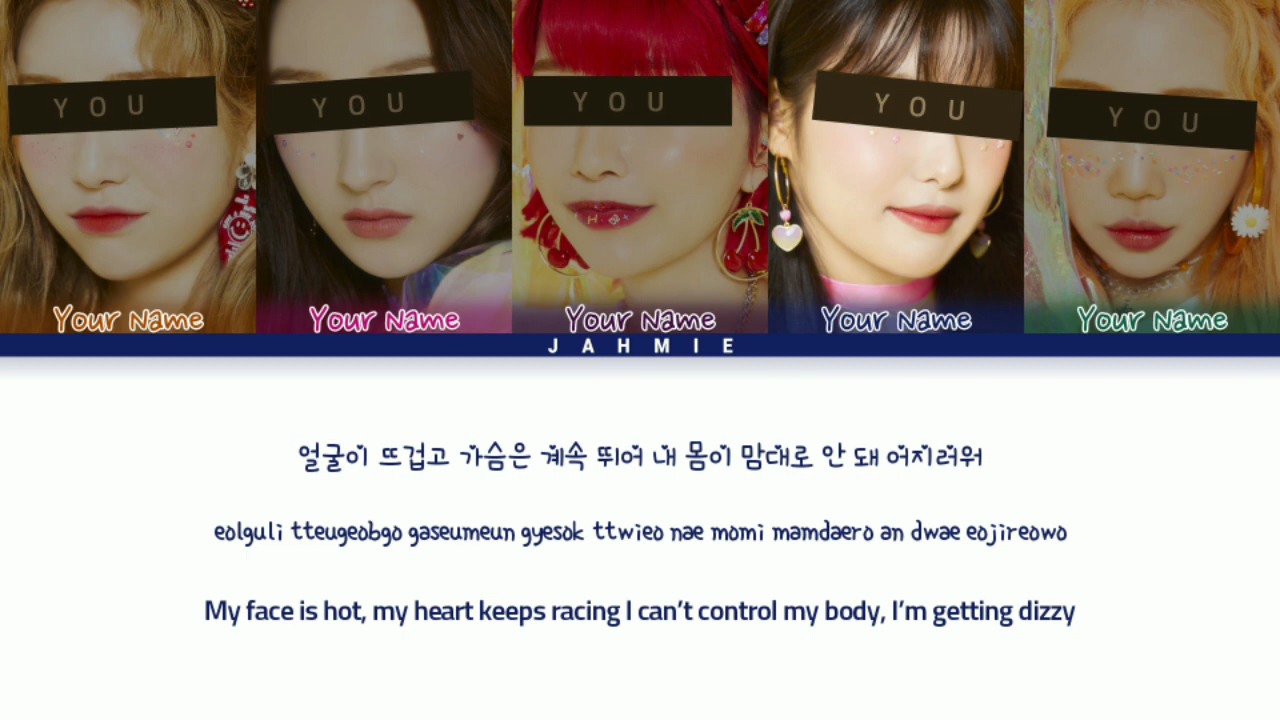 YOU YOU YOU YOU YOU
Your Name Your Name Your Name Your Name Your Name
JAHMIE
얼굴이 뜨겁고 가슴은 계속 뛰어 내 몸이 맘대로 안 돼 어지러워
eolguli tteugeobgo gaseumeun gyesok ttwieo nae momi mamdaero an dwae eojireowo
My face is hot, my heart keeps racing I can't control my body, I'm getting dizzy